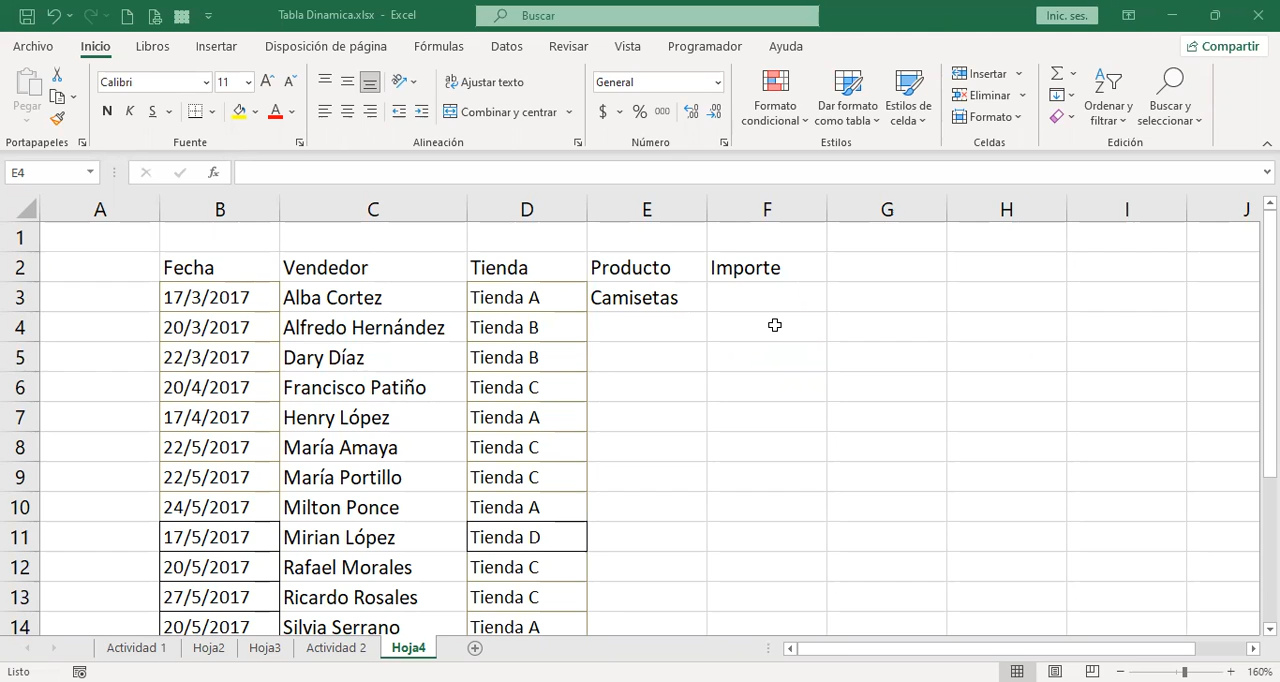 Tabla Dinamica.xlsx - Excel
Buscar
Inic. ses.
Archivo Inicio Libros Insertar Disposición de página Fórmulas Datos Revisar Vista Programador Ayuda
Compartir
Pegar
Calibri 11
N K S
A A
Ajustar texto
Combinar y centrar
General
$ % 000
Formato condicional
Dar formato como tabla
Estilos de celda
Insertar
Eliminar
Formato
Ordenar y filtrar
Buscar y seleccionar
Portapapeles Fuente Alineación Número Estilos Celdas Edición
E4 fx
A B C D E F G H I J
1
2 Fecha Vendedor Tienda Producto Importe
3 17/3/2017 Alba Cortez Tienda A Camisetas
4 20/3/2017 Alfredo Hernández Tienda B
5 22/3/2017 Dary Díaz Tienda B
6 20/4/2017 Francisco Patiño Tienda C
7 17/4/2017 Henry López Tienda A
8 22/5/2017 María Amaya Tienda C
9 22/5/2017 María Portillo Tienda C
10 24/5/2017 Milton Ponce Tienda A
11 17/5/2017 Mirian López Tienda D
12 20/5/2017 Rafael Morales Tienda C
13 27/5/2017 Ricardo Rosales Tienda C
14 20/5/2017 Silvia Serrano Tienda A
Actividad 1 Hoja2 Hoja3 Actividad 2 Hoja4
Listo
160%